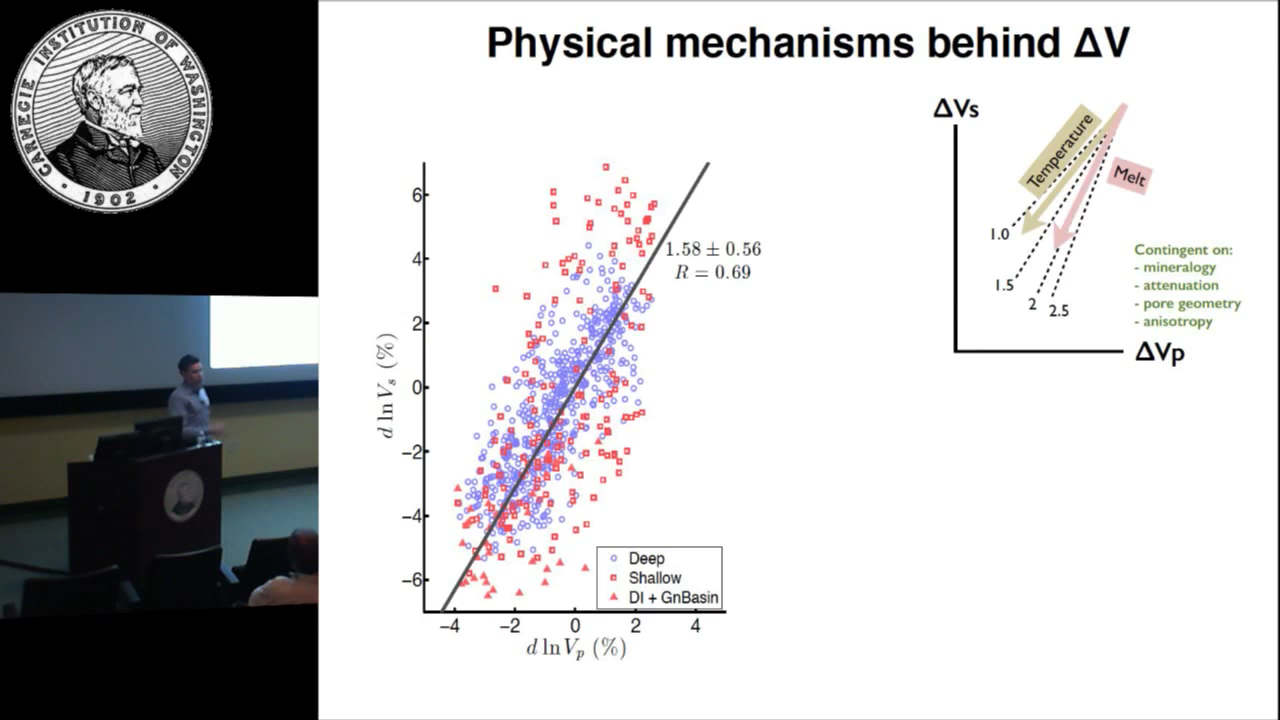 CARNEGIE INSTITUTION OF WASHINGTON
· 1902 ·
Physical mechanisms behind ΔV
ΔVs
Temperature
Melt
1.0
1.5
2
2.5
Contingent on:
- mineralogy
- attenuation
- pore geometry
- anisotropy
ΔVp
d ln Vs (%)
6
4
2
0
−2
−4
−6
1.58 ± 0.56
R = 0.69
Deep
Shallow
DI + GnBasin
−4 −2 0 2 4
d ln Vp (%)